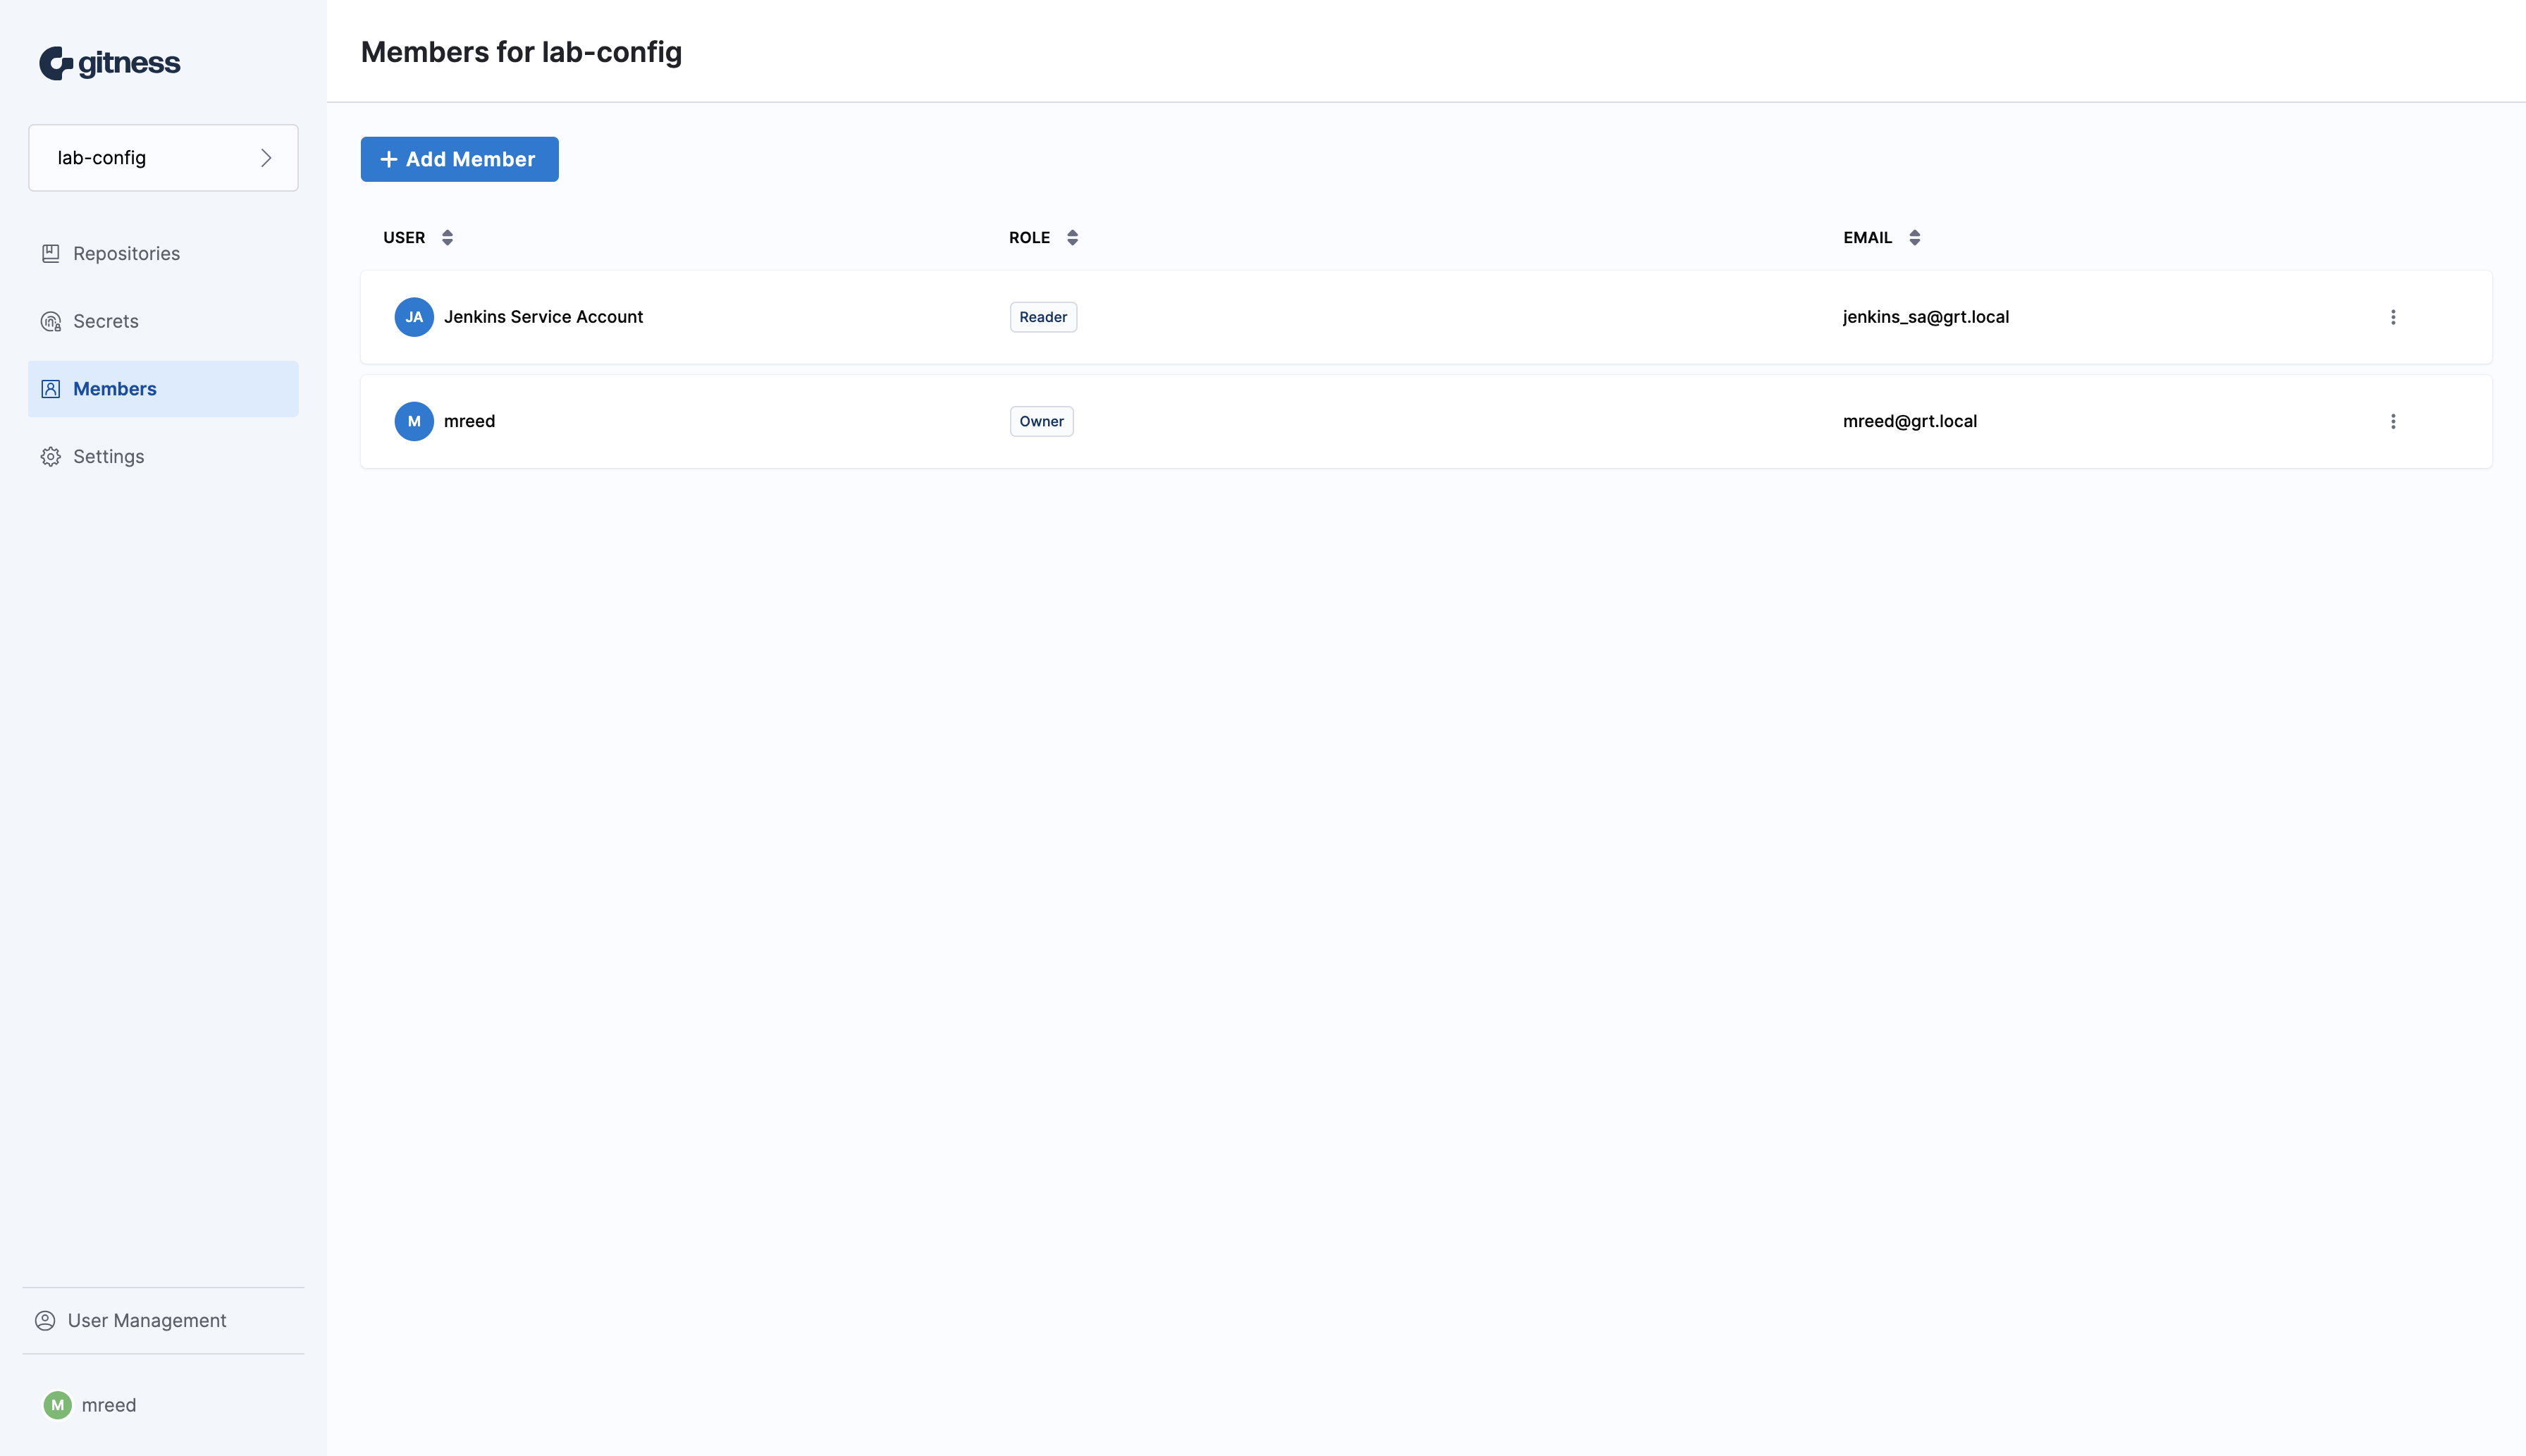 gitness
Members for lab-config
lab-config
Add Member
Repositories
Secrets
Members
Settings
USER ROLE EMAIL
JA Jenkins Service Account Reader jenkins_sa@grt.local
M mreed Owner mreed@grt.local
User Management
M mreed